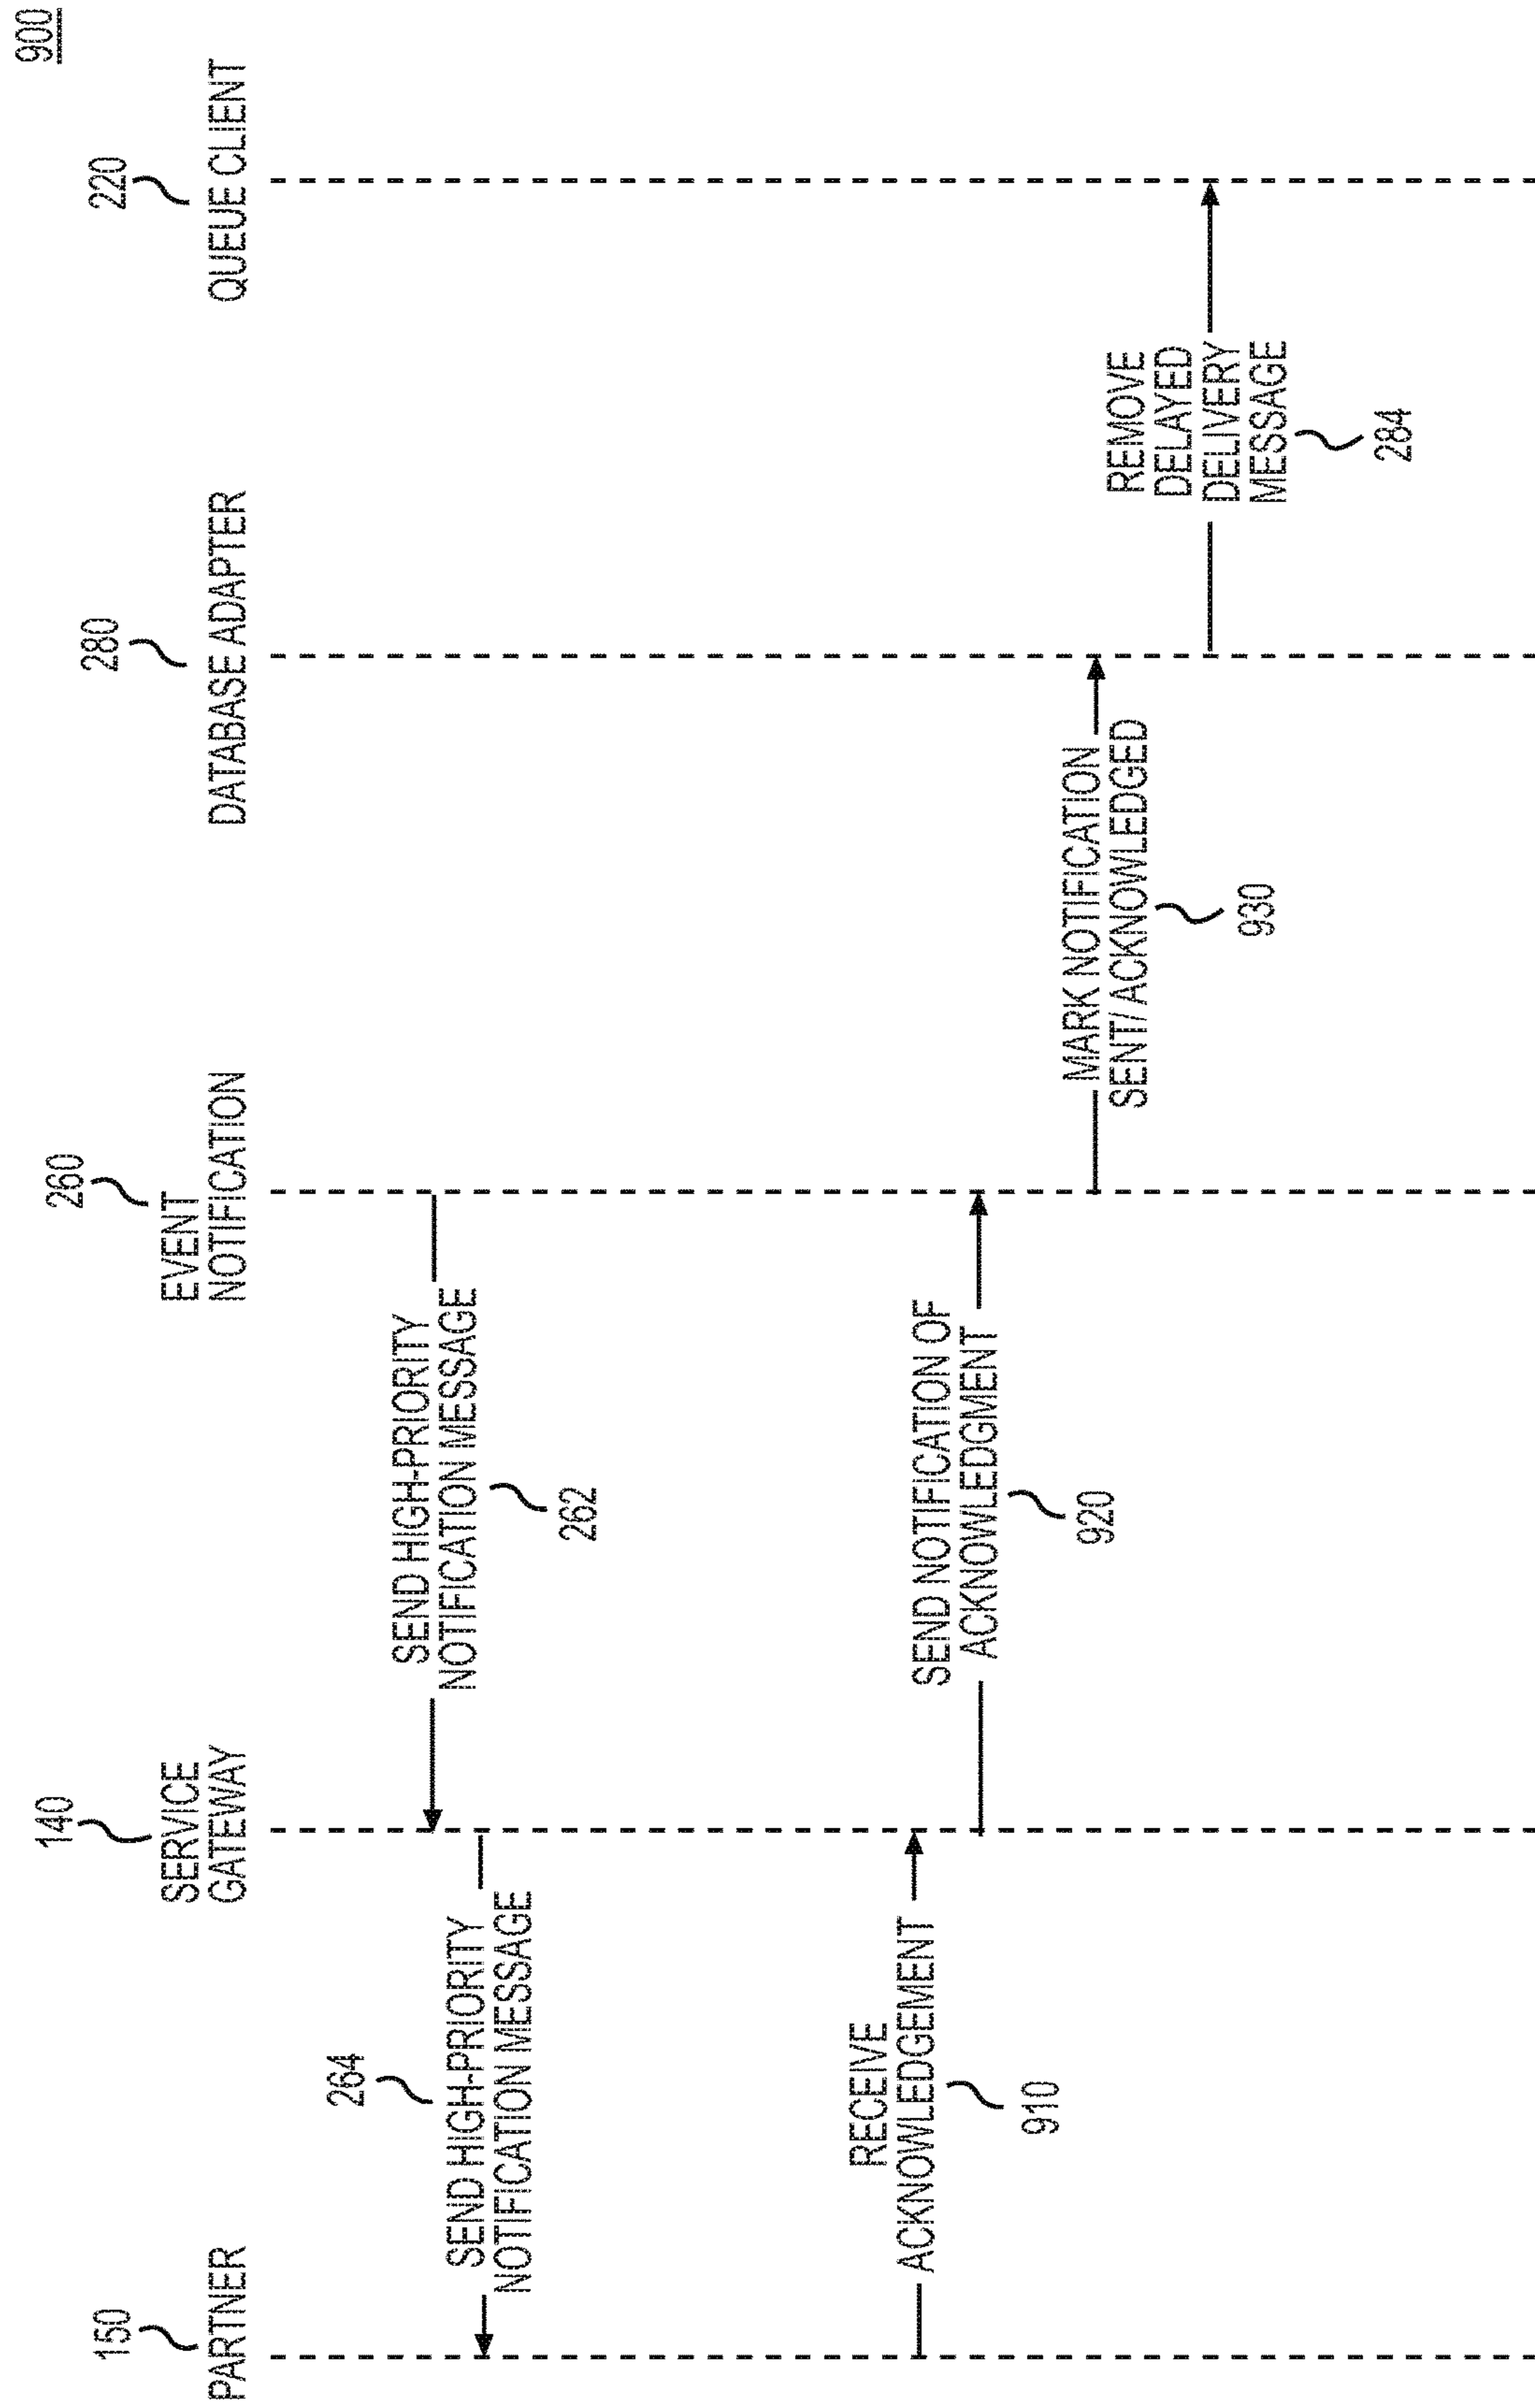 900
150
PARTNER
140
SERVICE
GATEWAY
260
EVENT
NOTIFICATION
280
DATABASE ADAPTER
220
QUEUE CLIENT
SEND HIGH-PRIORITY
NOTIFICATION MESSAGE
262
264
SEND HIGH-PRIORITY
NOTIFICATION MESSAGE
RECEIVE
ACKNOWLEDGEMENT
910
SEND NOTIFICATION OF
ACKNOWLEDGMENT
920
MARK NOTIFICATION
SENT/ ACKNOWLEDGED
930
REMOVE
DELAYED
DELIVERY
MESSAGE
284